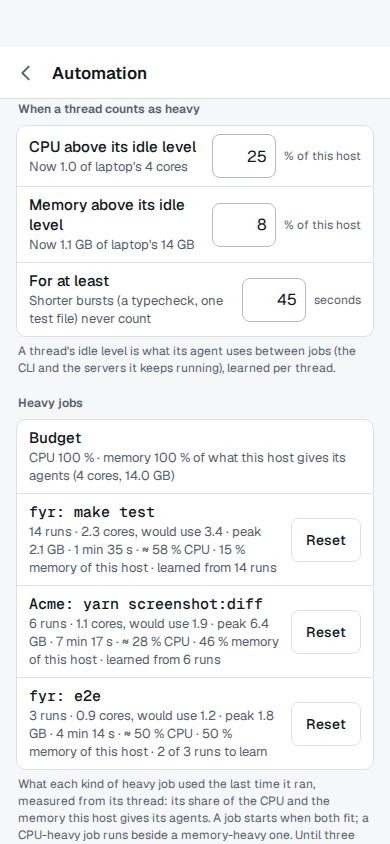 Automation
When a thread counts as heavy
CPU above its idle level
Now 1.0 of laptop's 4 cores
25
% of this host
Memory above its idle
level
Now 1.1 GB of laptop's 14 GB
8
% of this host
For at least
Shorter bursts (a typecheck, one
test file) never count
45
seconds
A thread's idle level is what its agent uses between jobs (the
CLI and the servers it keeps running), learned per thread.
Heavy jobs
Budget
CPU 100 % · memory 100 % of what this host gives its
agents (4 cores, 14.0 GB)
fyr: make test
14 runs · 2.3 cores, would use 3.4 · peak
2.1 GB · 1 min 35 s · ≈ 58 % CPU · 15 %
memory of this host · learned from 14 runs
Reset
Acme: yarn screenshot:diff
6 runs · 1.1 cores, would use 1.9 · peak 6.4
GB · 7 min 17 s · ≈ 28 % CPU · 46 % memory
of this host · learned from 6 runs
Reset
fyr: e2e
3 runs · 0.9 cores, would use 1.2 · peak 1.8
GB · 4 min 14 s · ≈ 50 % CPU · 50 %
memory of this host · 2 of 3 runs to learn
Reset
What each kind of heavy job used the last time it ran,
measured from its thread: its share of the CPU and the
memory this host gives its agents. A job starts when both fit; a
CPU-heavy job runs beside a memory-heavy one. Until three